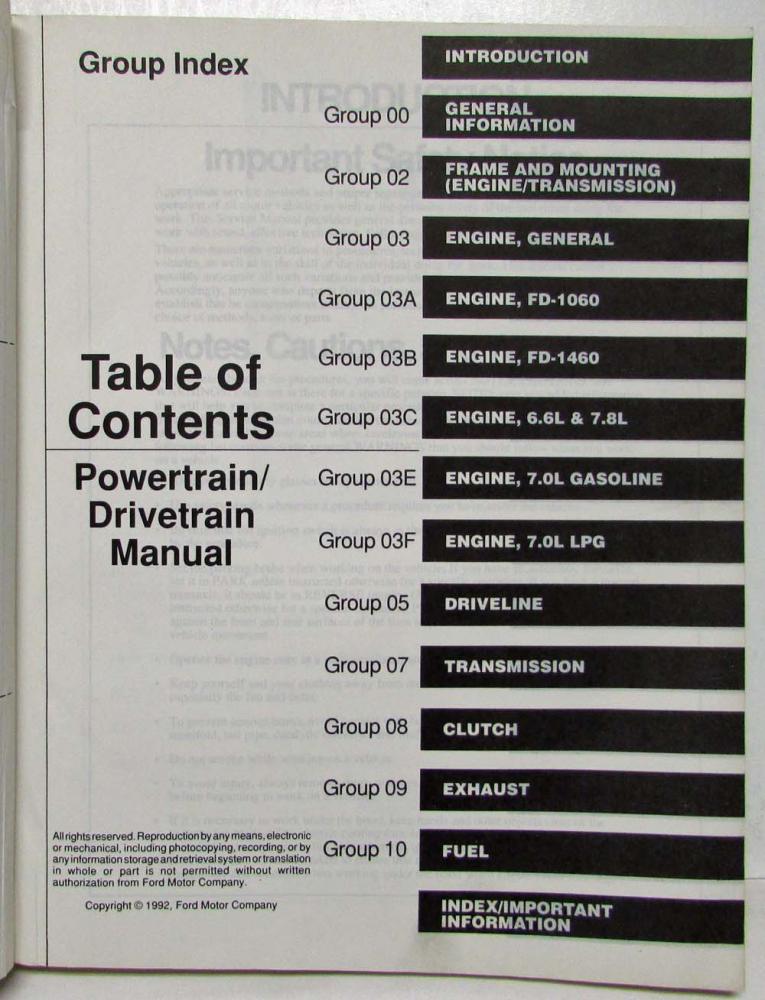 Group Index
INTRODUCTION
Group 00
GENERAL
INFORMATION
Group 02
FRAME AND MOUNTING
(ENGINE/TRANSMISSION)
Group 03
ENGINE, GENERAL
Group 03A
ENGINE, FD-1060
Group 03B
ENGINE, FD-1460
Group 03C
ENGINE, 6.6L & 7.8L
Group 03E
ENGINE, 7.0L GASOLINE
Group 03F
ENGINE, 7.0L LPG
Group 05
DRIVELINE
Group 07
TRANSMISSION
Group 08
CLUTCH
Group 09
EXHAUST
Group 10
FUEL
INDEX/IMPORTANT
INFORMATION
Table of
Contents
Powertrain/
Drivetrain
Manual
All rights reserved. Reproduction by any means, electronic
or mechanical, including photocopying, recording, or by
any information storage and retrieval system or translation
in whole or part is not permitted without written
authorization from Ford Motor Company.
Copyright © 1992, Ford Motor Company